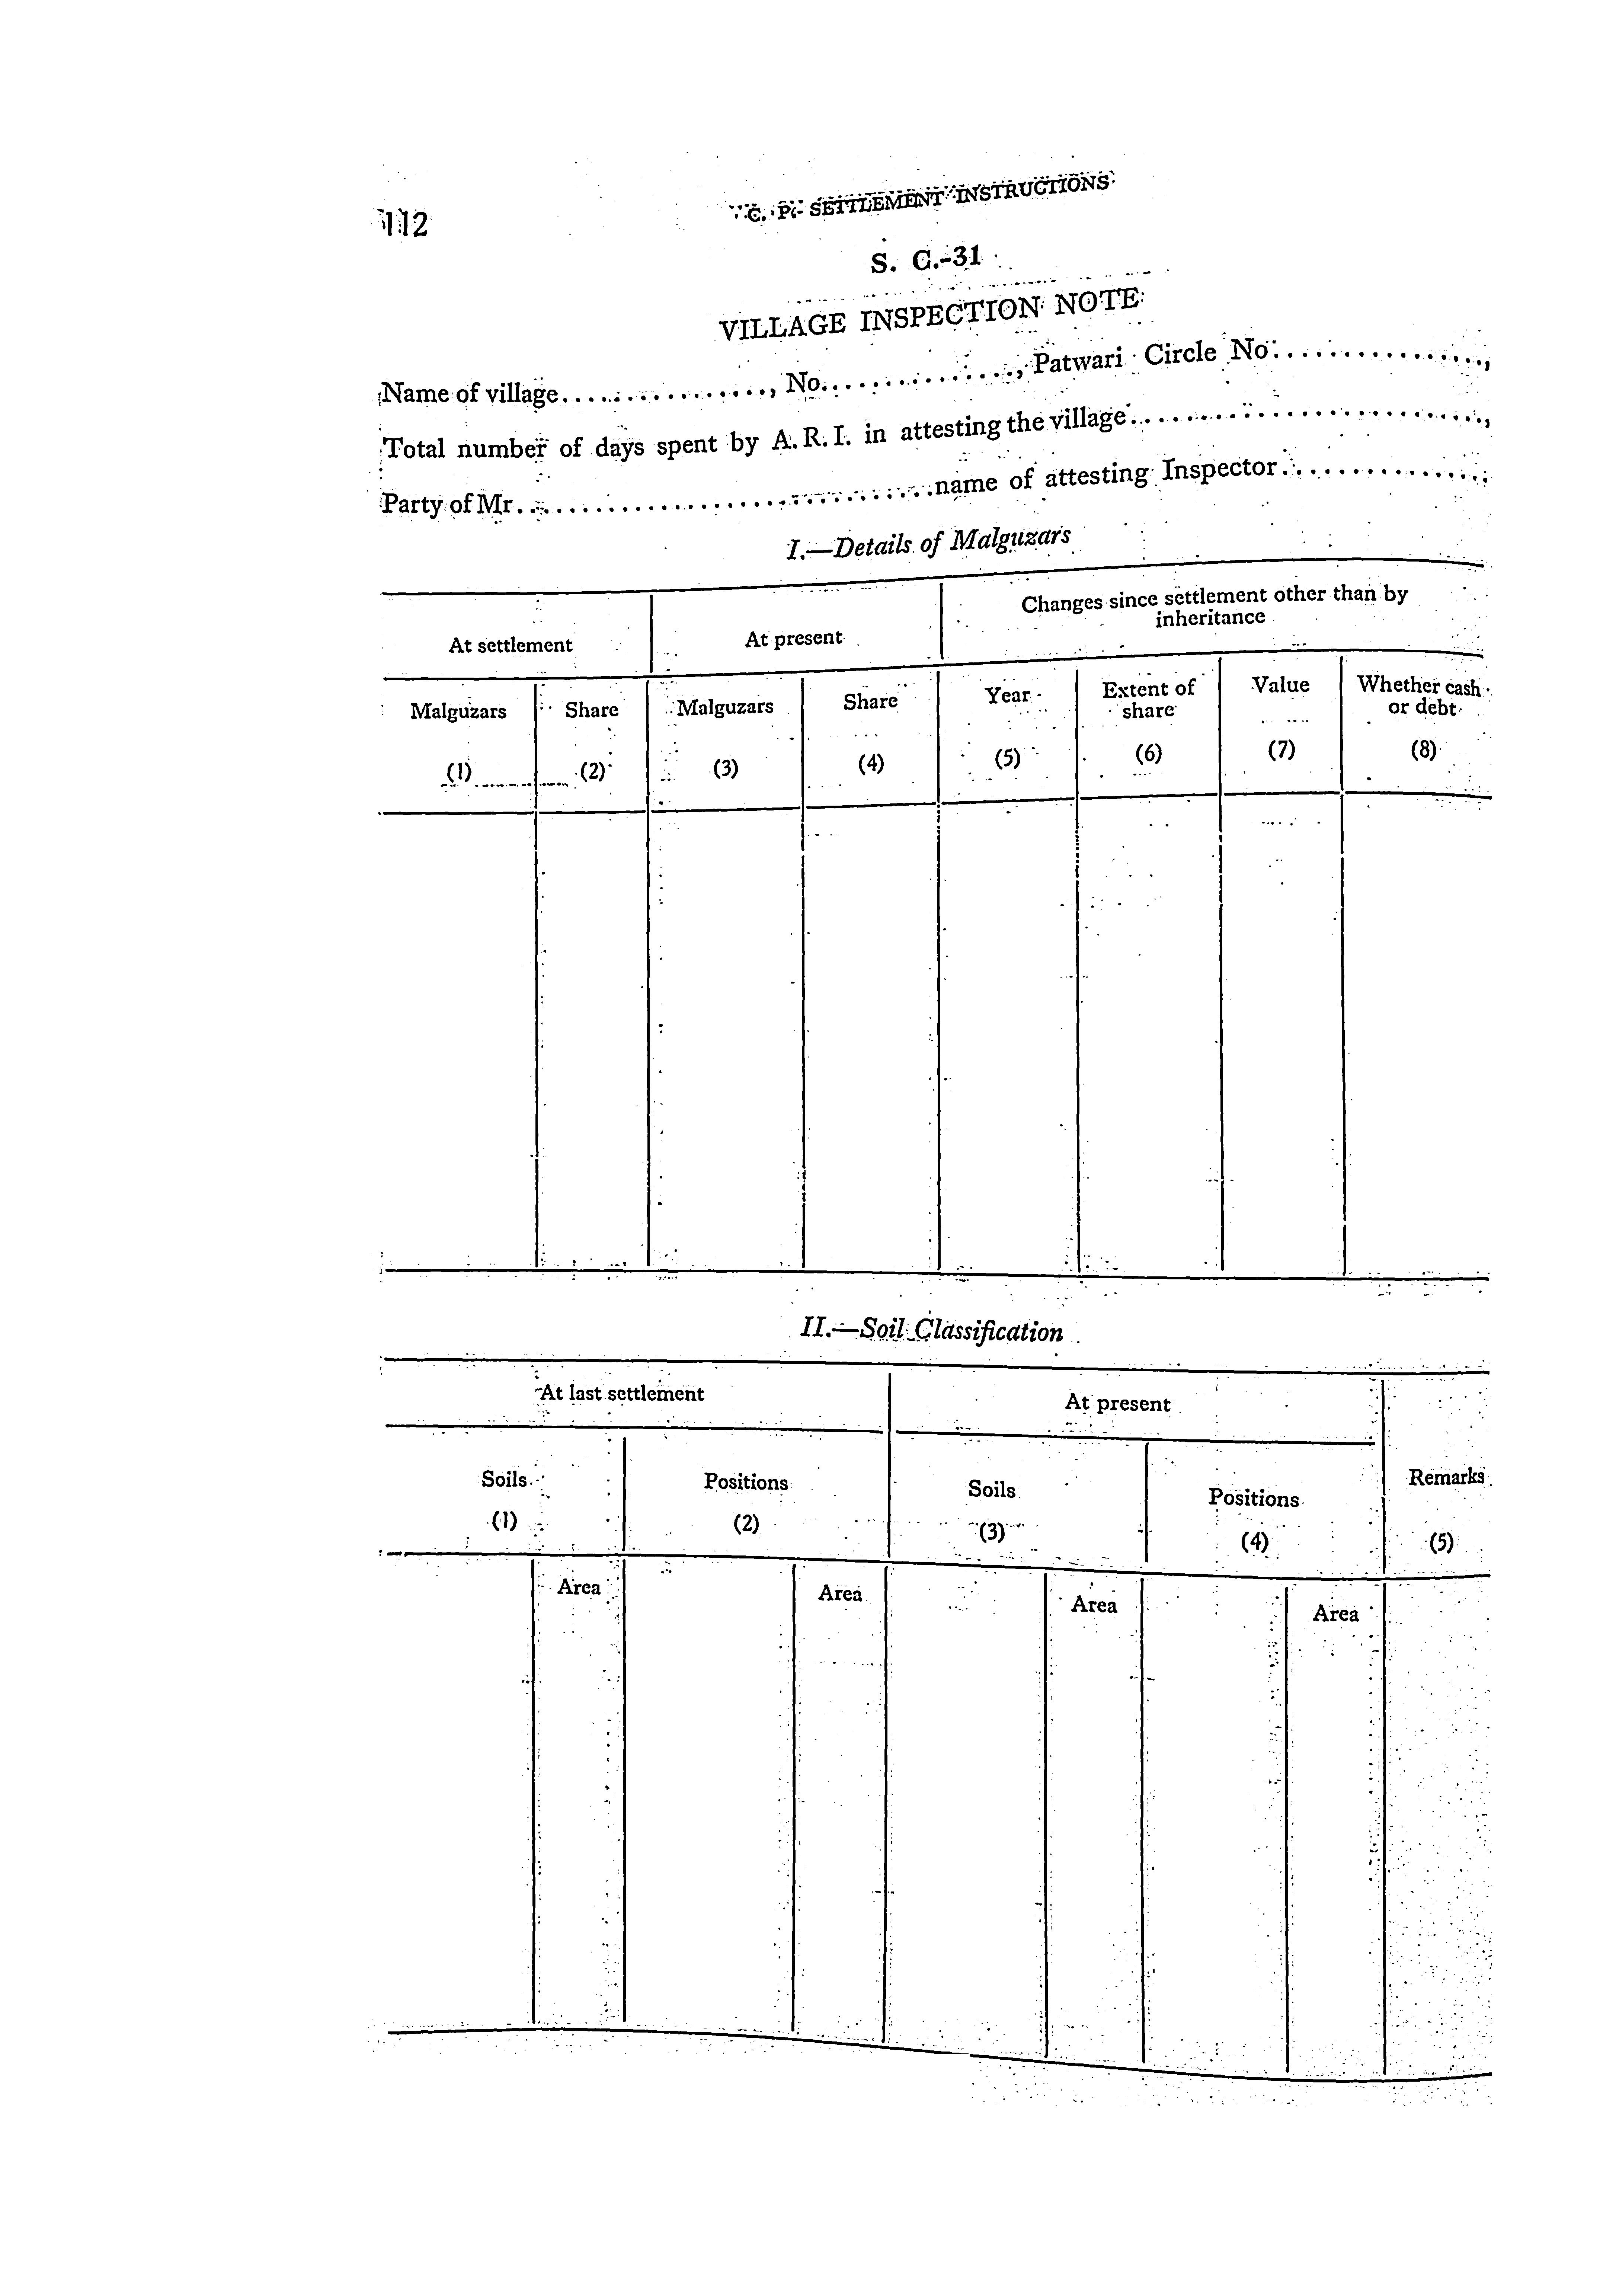 112
C. P. SETTLEMENT INSTRUCTIONS
S. C.-31
VILLAGE INSPECTION NOTE
Name of village................, No..............., Patwari Circle No................,
Total number of days spent by A. R. I. in attesting the village..........................,
Party of Mr..............................name of attesting Inspector................
I.—Details of Malguzars
At settlement At present Changes since settlement other than by
inheritance
Malguzars Share Malguzars Share Year Extent of Value Whether cash
share or debt
(1) (2) (3) (4) (5) (6) (7) (8)
II.—Soil Classification
At last settlement At present
Soils Positions Soils Positions Remarks
(1) (2) (3) (4) (5)
Area Area Area Area